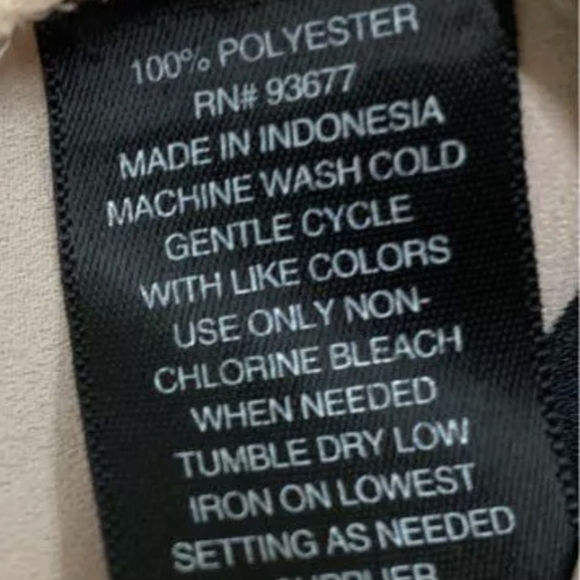 100% POLYESTER
RN# 93677
MADE IN INDONESIA
MACHINE WASH COLD
GENTLE CYCLE
WITH LIKE COLORS
USE ONLY NON-
CHLORINE BLEACH
WHEN NEEDED
TUMBLE DRY LOW
IRON ON LOWEST
SETTING AS NEEDED
SUPPLIER